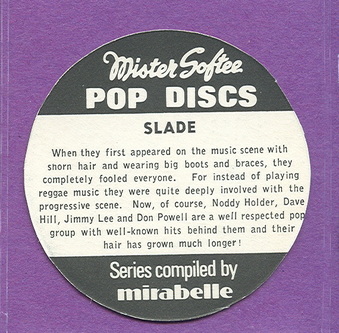 Mister Softee
POP DISCS
SLADE
When they first appeared on the music scene with
shorn hair and wearing big boots and braces, they
completely fooled everyone. For instead of playing
reggae music they were quite deeply involved with the
progressive scene. Now, of course, Noddy Holder, Dave
Hill, Jimmy Lee and Don Powell are a well respected pop
group with well-known hits behind them and their
hair has grown much longer!
Series compiled by
mirabelle